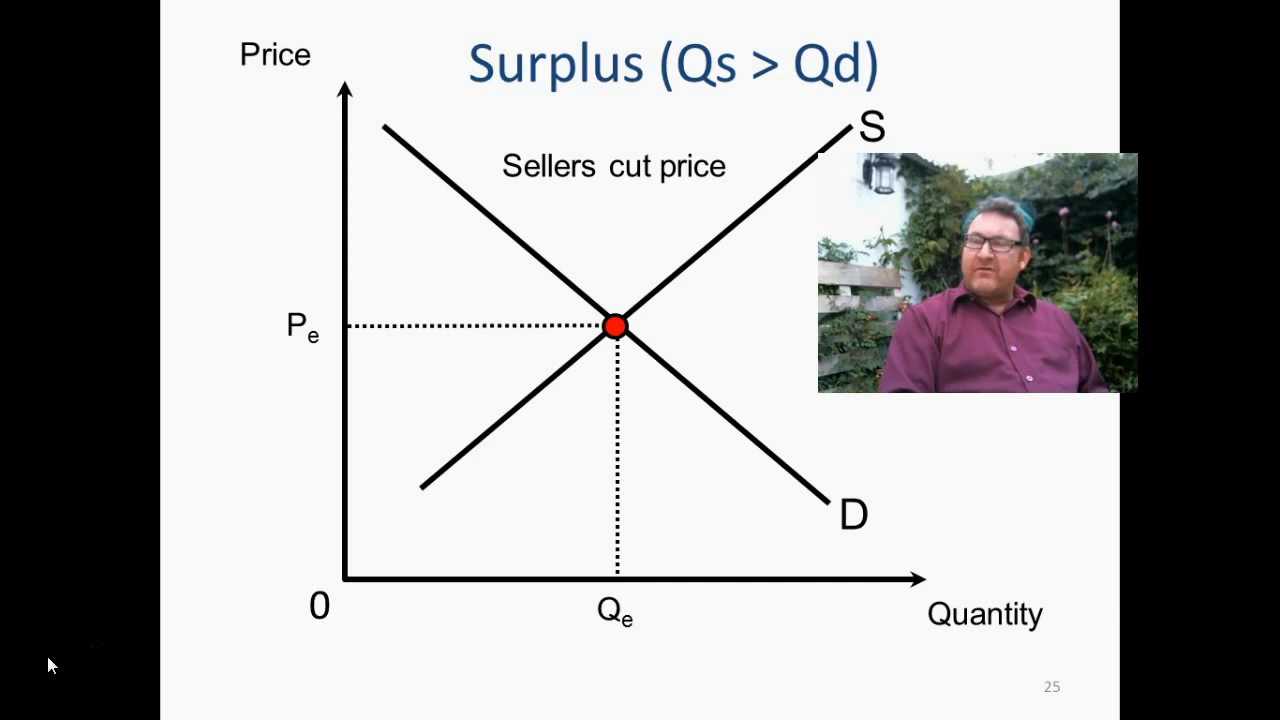 Price
Surplus (Qs > Qd)
S
Sellers cut price
Pe
D
0
Qe
Quantity
25